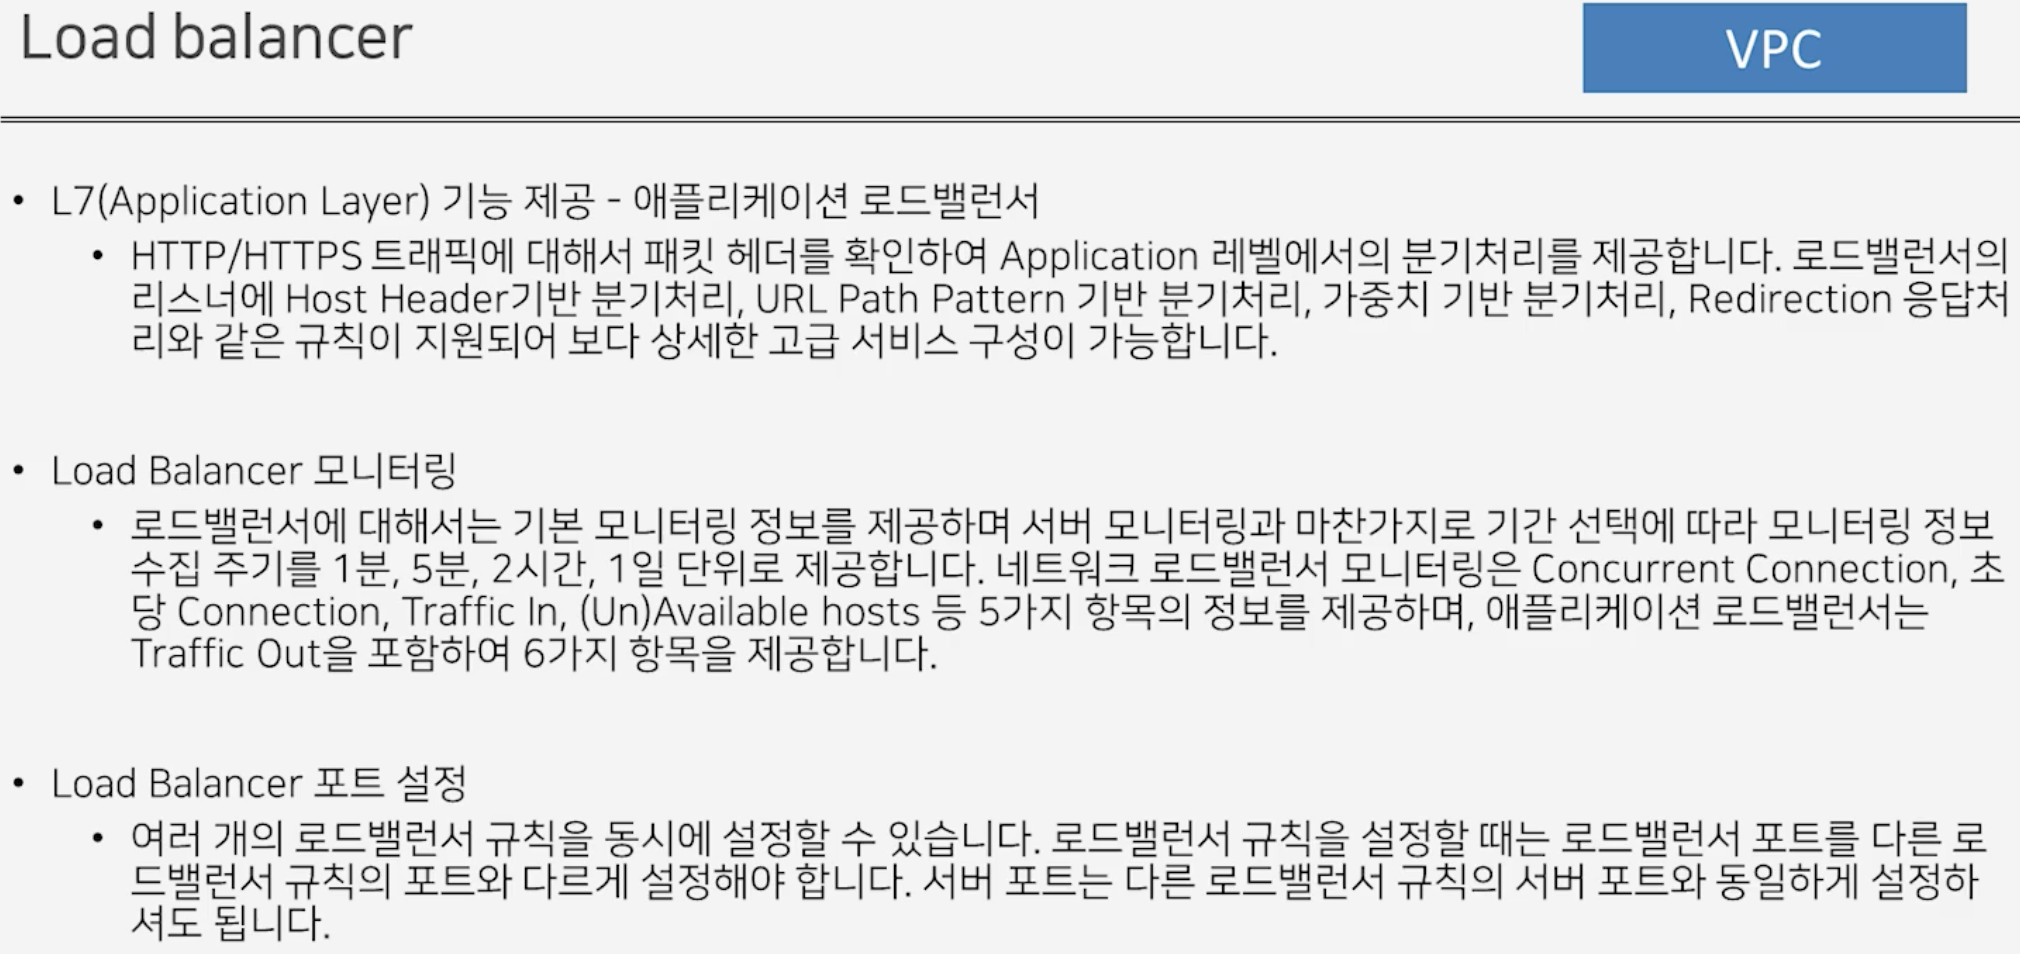 Load balancer
VPC
• L7(Application Layer) 기능 제공 - 애플리케이션 로드밸런서
• HTTP/HTTPS 트래픽에 대해서 패킷 헤더를 확인하여 Application 레벨에서의 분기처리를 제공합니다. 로드밸런서의
리스너에 Host Header기반 분기처리, URL Path Pattern 기반 분기처리, 가중치 기반 분기처리, Redirection 응답처
리와 같은 규칙이 지원되어 보다 상세한 고급 서비스 구성이 가능합니다.
• Load Balancer 모니터링
• 로드밸런서에 대해서는 기본 모니터링 정보를 제공하며 서버 모니터링과 마찬가지로 기간 선택에 따라 모니터링 정보
수집 주기를 1분, 5분, 2시간, 1일 단위로 제공합니다. 네트워크 로드밸런서 모니터링은 Concurrent Connection, 초
당 Connection, Traffic In, (Un)Available hosts 등 5가지 항목의 정보를 제공하며, 애플리케이션 로드밸런서는
Traffic Out을 포함하여 6가지 항목을 제공합니다.
• Load Balancer 포트 설정
• 여러 개의 로드밸런서 규칙을 동시에 설정할 수 있습니다. 로드밸런서 규칙을 설정할 때는 로드밸런서 포트를 다른 로
드밸런서 규칙의 포트와 다르게 설정해야 합니다. 서버 포트는 다른 로드밸런서 규칙의 서버 포트와 동일하게 설정하
셔도 됩니다.